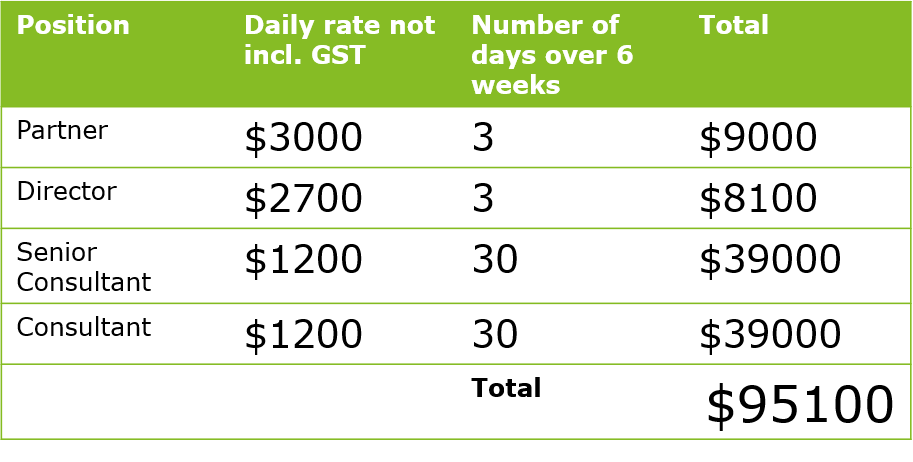 Position Daily rate not Number of Total
incl. GST days over 6
weeks
Partner $3000 3 $9000
Director $2700 3 $8100
Senior $1200 30 $39000
Consultant
Consultant $1200 30 $39000
Total $95100